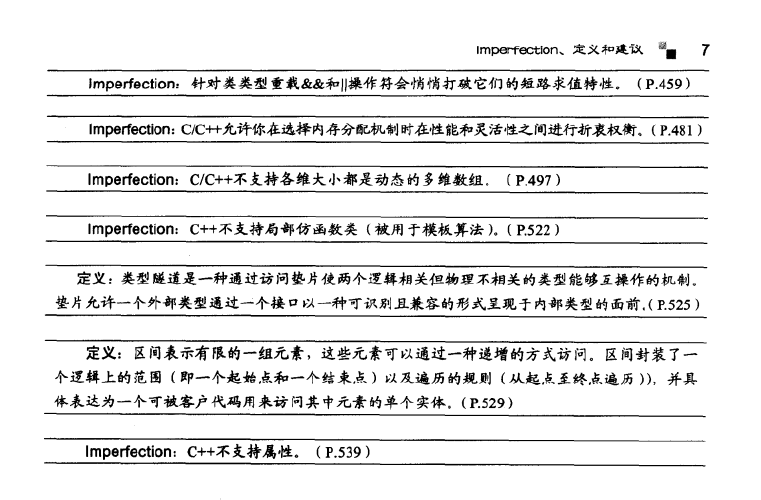 Imperfection、定义和建议 7
Imperfection：针对类类型重载&&和||操作符会悄悄打破它们的短路求值特性。（P.459）
Imperfection：C/C++允许你在选择内存分配机制时在性能和灵活性之间进行折衷权衡。（P.481）
Imperfection：C/C++不支持各维大小都是动态的多维数组。（P.497）
Imperfection：C++不支持局部仿函数类（被用于模板算法）。（P.522）
定义：类型隧道是一种通过访问垫片使两个逻辑相关但物理不相关的类型能够互操作的机制。
垫片允许一个外部类型通过一个接口以一种可识别且兼容的形式呈现于内部类型的面前。（P.525）
定义：区间表示有限的一组元素，这些元素可以通过一种递增的方式访问。区间封装了一
个逻辑上的范围（即一个起始点和一个结束点）以及遍历的规则（从起点至终点遍历）），并具
体表达为一个可被客户代码用来访问其中元素的单个实体。（P.529）
Imperfection：C++不支持属性。（P.539）